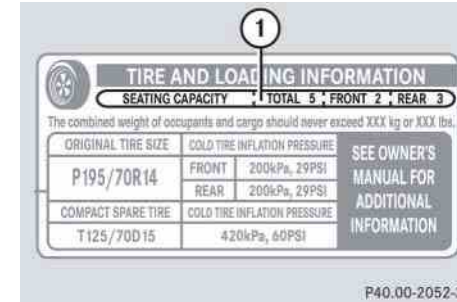 1
TIRE AND LOADING INFORMATION
SEATING CAPACITY TOTAL 5 FRONT 2 REAR 3
The combined weight of occupants and cargo should never exceed XXX kg or XXX lbs.
ORIGINAL TIRE SIZE COLD TIRE INFLATION PRESSURE
P195/70R14 FRONT 200kPa, 29PSI
REAR 200kPa, 29PSI
COMPACT SPARE TIRE COLD TIRE INFLATION PRESSURE
T125/70D15 420kPa, 60PSI
SEE OWNER'S
MANUAL FOR
ADDITIONAL
INFORMATION
P40.00-2052-